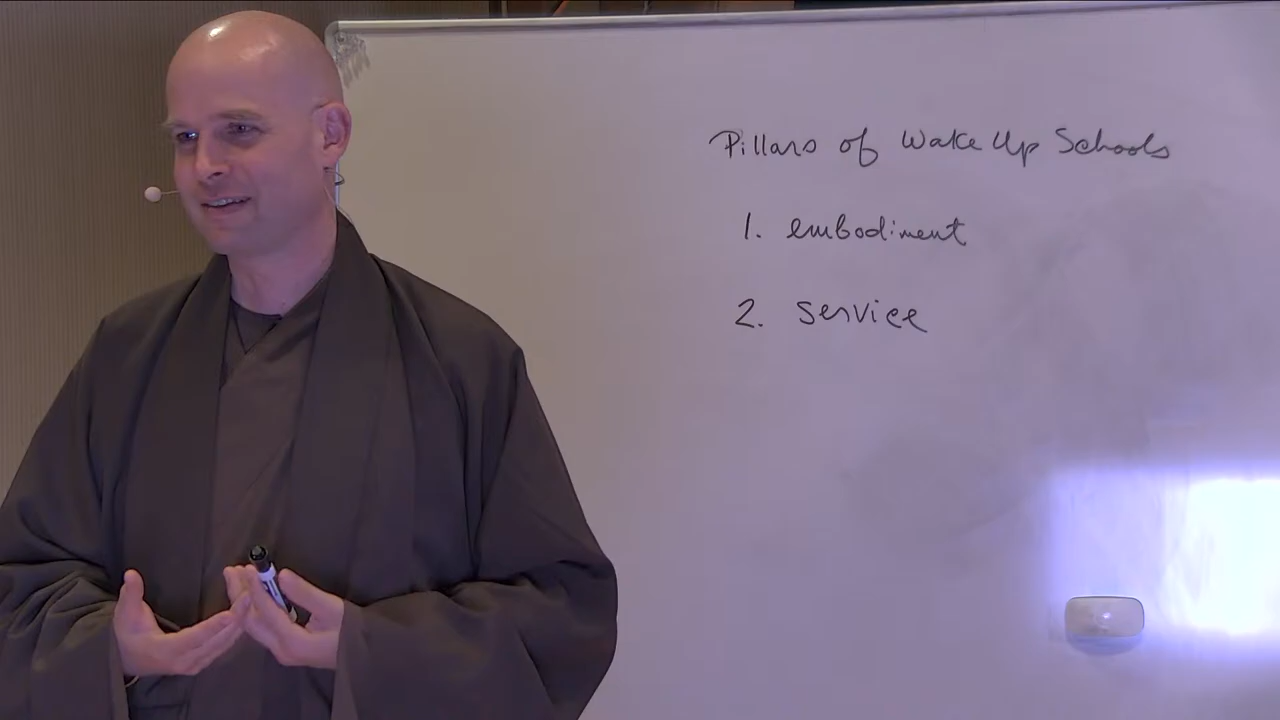 Pillars of Wake Up Schools
1. embodiment
2. service